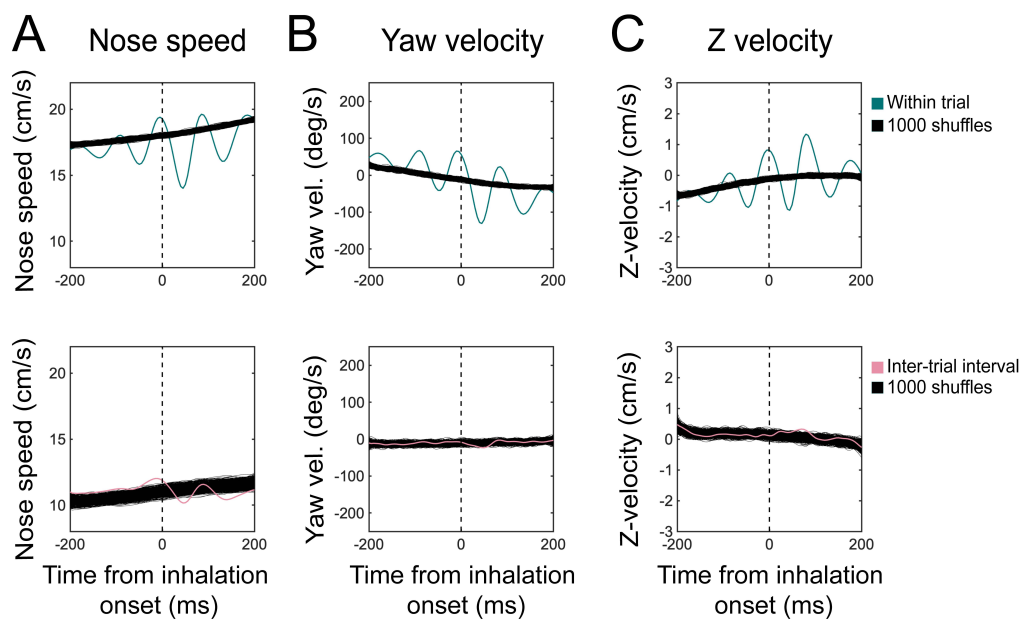 A Nose speed
B Yaw velocity
C Z velocity
Nose speed (cm/s)
20
15
10
-200 0 200
Yaw vel. (deg/s)
200
100
0
-100
-200
-200 0 200
Z-velocity (cm/s)
3
2
1
0
-1
-2
-3
-200 0 200
Within trial
1000 shuffles
Nose speed (cm/s)
20
15
10
-200 0 200
Time from inhalation
onset (ms)
Yaw vel. (deg/s)
200
100
0
-100
-200
-200 0 200
Time from inhalation
onset (ms)
Z-velocity (cm/s)
3
2
1
0
-1
-2
-3
-200 0 200
Time from inhalation
onset (ms)
Inter-trial interval
1000 shuffles